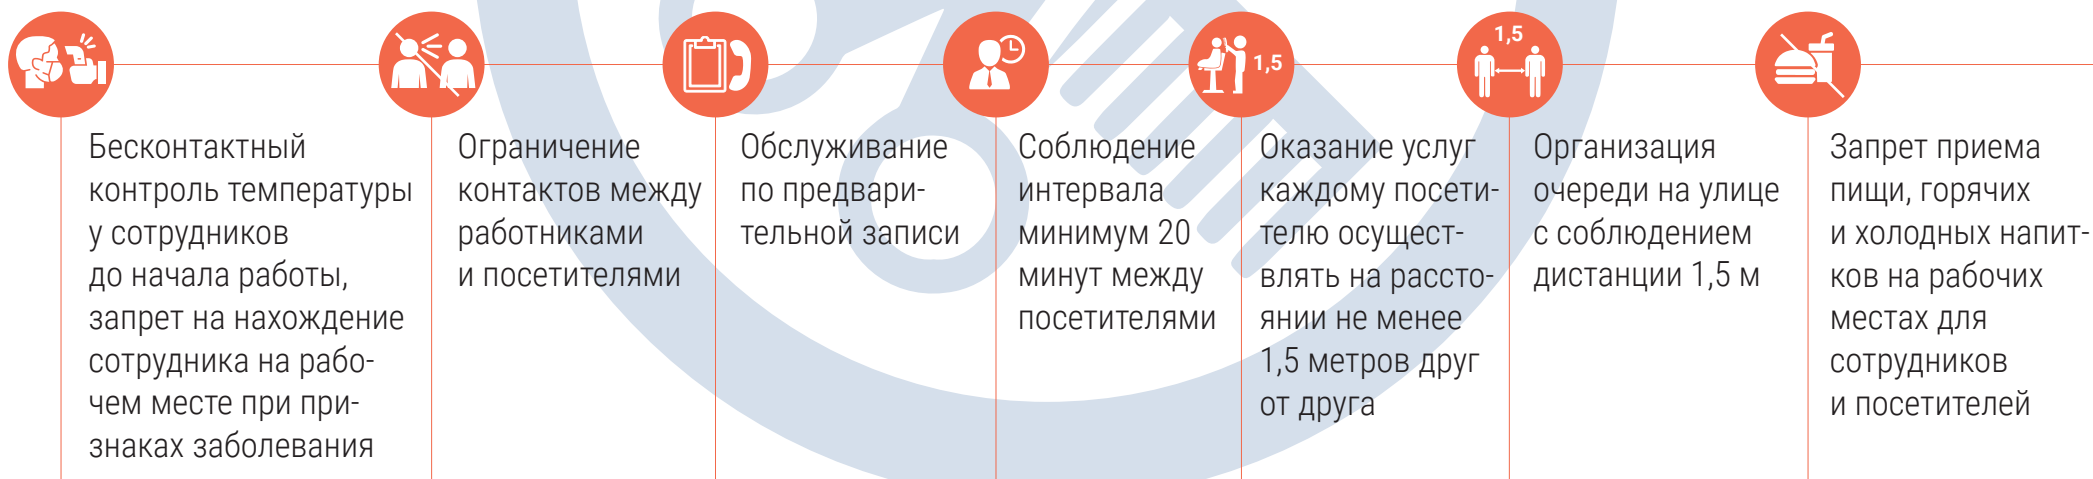 1,5
1,5
Бесконтактный
контроль температуры
у сотрудников
до начала работы,
запрет на нахождение
сотрудника на рабо-
чем месте при при-
знаках заболевания
Ограничение
контактов между
работниками
и посетителями
Обслуживание
по предвари-
тельной записи
Соблюдение
интервала
минимум 20
минут между
посетителями
Оказание услуг
каждому посети-
телю осущест-
влять на рассто-
янии не менее
1,5 метров друг
от друга
Организация
очереди на улице
с соблюдением
дистанции 1,5 м
Запрет приема
пищи, горячих
и холодных напит-
ков на рабочих
местах для
сотрудников
и посетителей